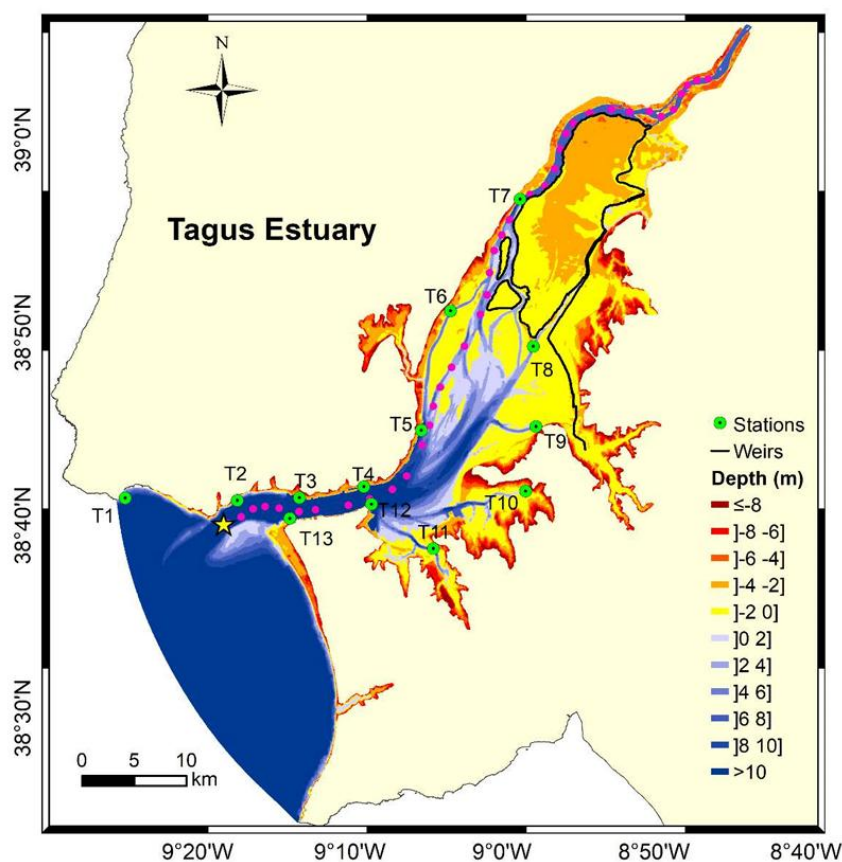 N
39°0'N
T7
Tagus Estuary
T6
38°50'N
T8
T5
Stations
T9
Weirs
Depth (m)
T4
T3
T2
≤-8
T10
38°40'N
T12
]-8 -6]
T1
T13
T11
]-6 -4]
]-4 -2]
]-2 0]
]0 2]
]2 4]
]4 6]
38°30'N
]6 8]
0 5 10
]8 10]
km
>10
9°20'W 9°10'W 9°0'W 8°50'W 8°40'W